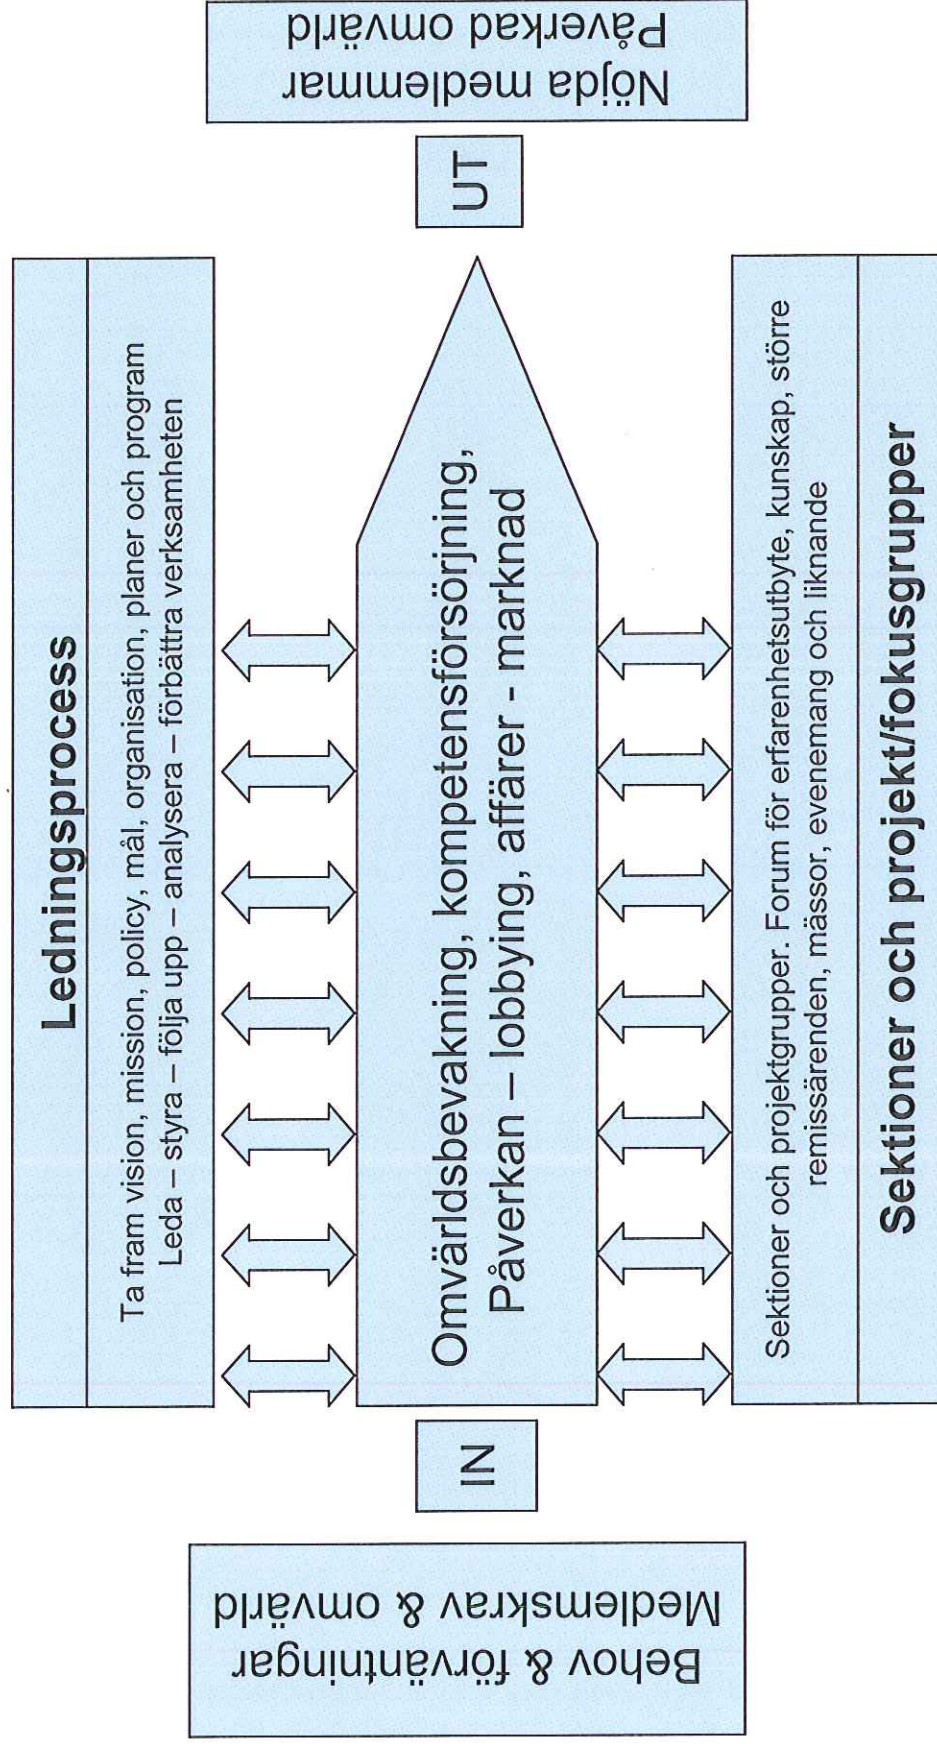 Ledningsprocess
Ta fram vision, mission, policy, mål, organisation, planer och program
Leda – styra – följa upp – analysera – förbättra verksamheten
Behov & förväntningar
Medlemskrav & omvärld
IN
Omvärldsbevakning, kompetensförsörjning,
Påverkan – lobbying, affärer - marknad
UT
Nöjda medlemmar
Påverkad omvärld
Sektioner och projektgrupper. Forum för erfarenhetsutbyte, kunskap, större
remissärenden, mässor, evenemang och liknande
Sektioner och projekt/fokusgrupper